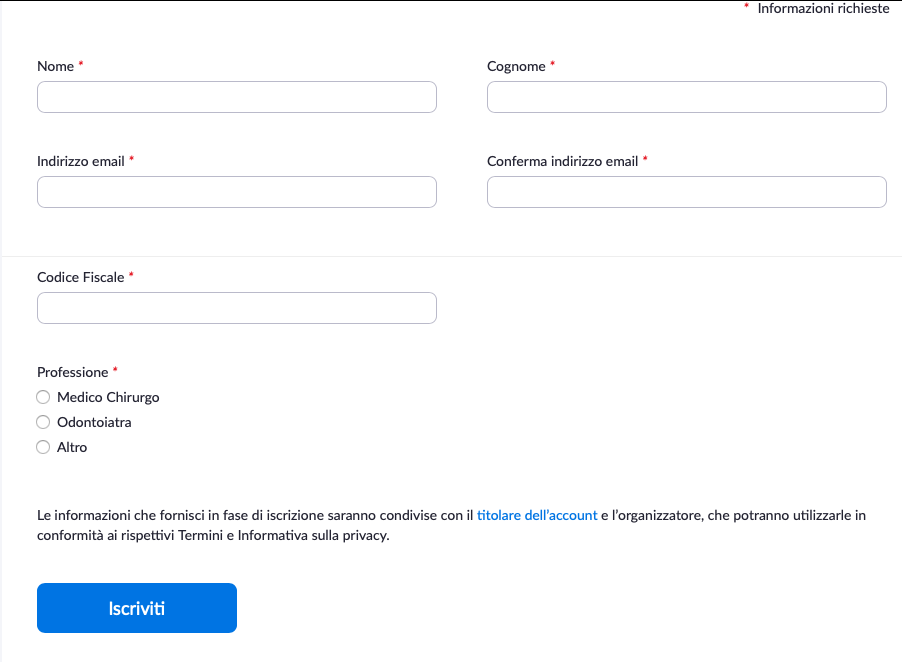 * Informazioni richieste
Nome *
Cognome *
Indirizzo email *
Conferma indirizzo email *
Codice Fiscale *
Professione *
Medico Chirurgo
Odontoiatra
Altro
Le informazioni che fornisci in fase di iscrizione saranno condivise con il titolare dell'account e l'organizzatore, che potranno utilizzarle in
conformità ai rispettivi Termini e Informativa sulla privacy.
Iscriviti